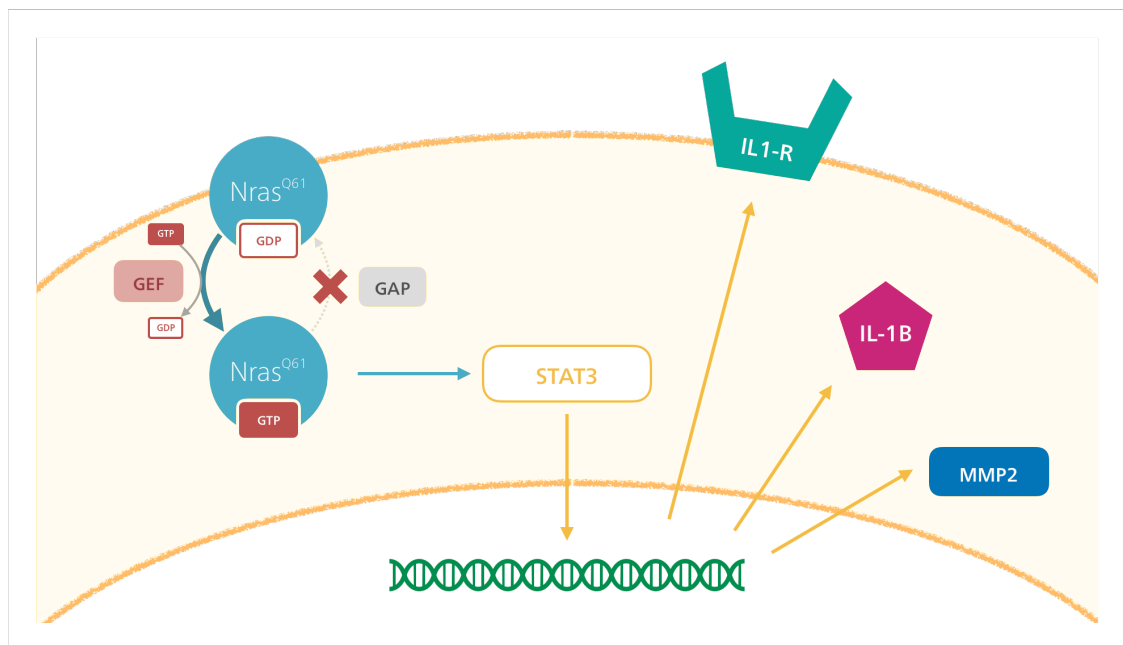 IL1-R
Nras^Q61
GTP
GDP
GEF
GAP
GDP
IL-1B
Nras^Q61
STAT3
GTP
MMP2